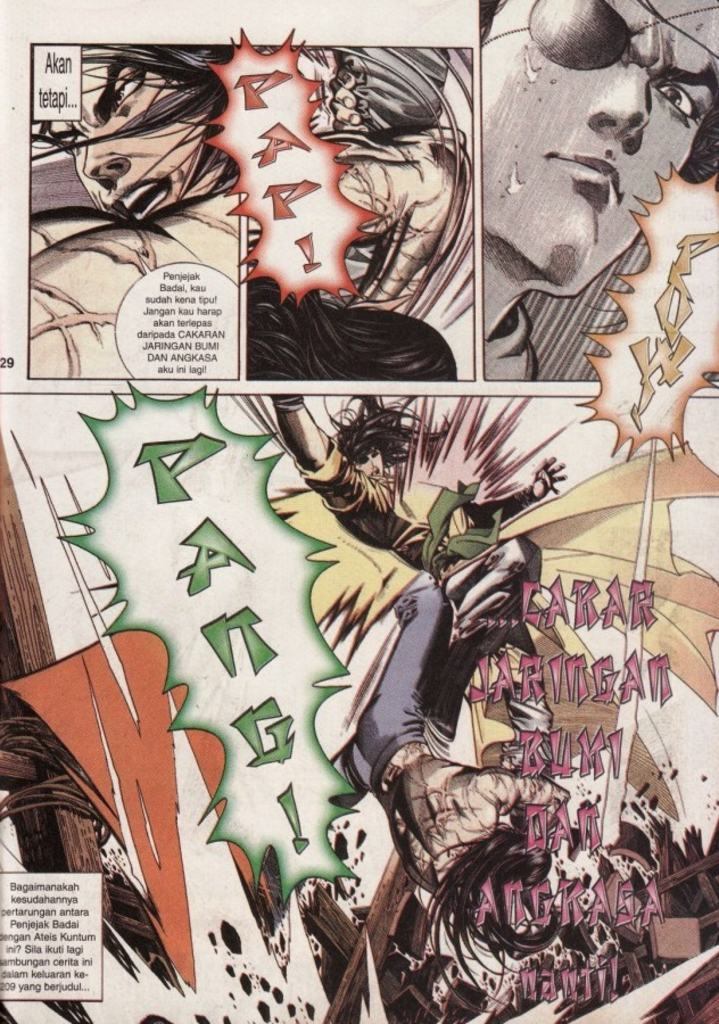 Akan
tetapi...
PAP!
Penjejak
Badai, kau
sudah kena tipu!
Jangan kau harap
akan terlepas
daripada CAKARAN
JARINGAN BUMI
DAN ANGKASA
aku ini lagi!
POW
29
PANG!
....CAKAR
JARINGAN
BUMI
DAN
ANGKASA
nanti!
Bagaimanakah
kesudahannya
pertarungan antara
Penjejak Badai
dengan Ateis Kuntum
ini? Sila ikuti lagi
sambungan cerita ini
dalam keluaran ke-
209 yang berjudul...